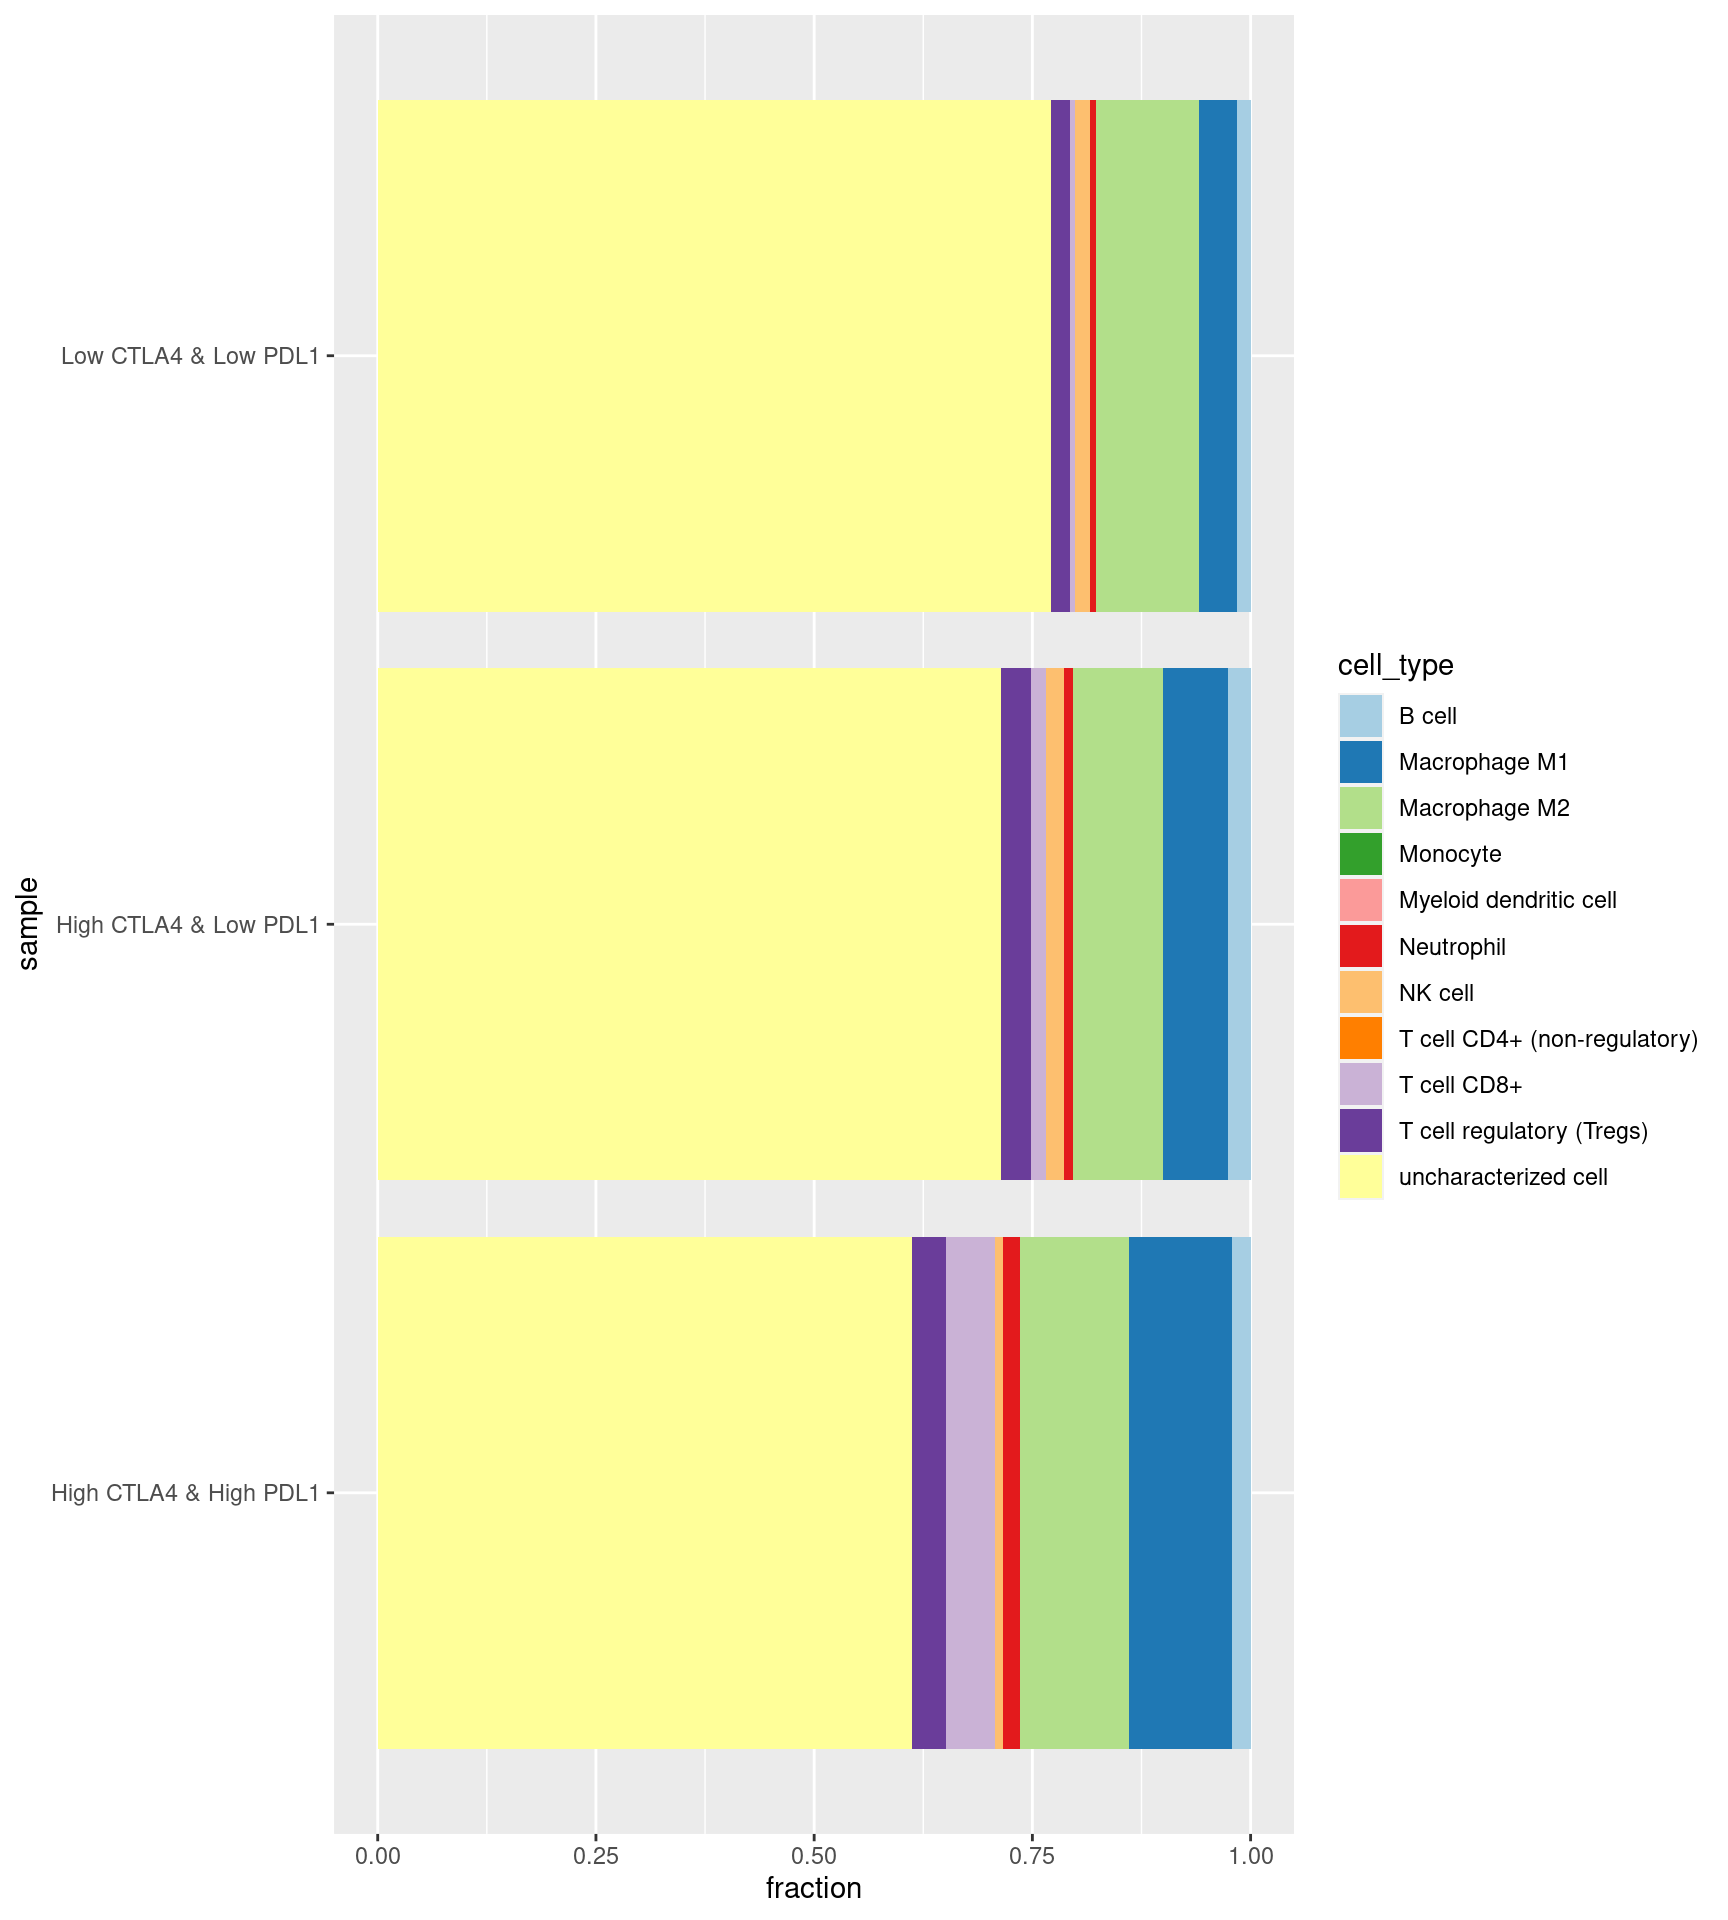 Low CTLA4 & Low PDL1
High CTLA4 & Low PDL1
High CTLA4 & High PDL1
sample
0.00 0.25 0.50 0.75 1.00
fraction
cell_type
B cell
Macrophage M1
Macrophage M2
Monocyte
Myeloid dendritic cell
Neutrophil
NK cell
T cell CD4+ (non-regulatory)
T cell CD8+
T cell regulatory (Tregs)
uncharacterized cell